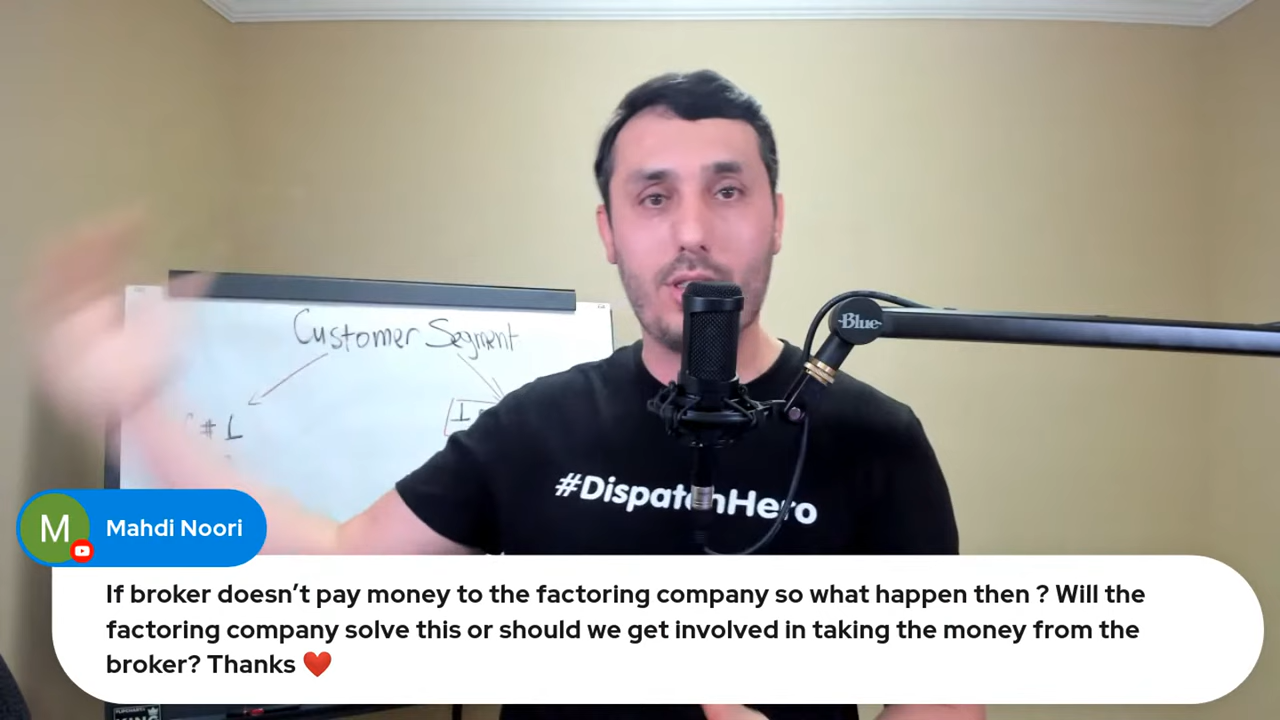 Customer Segment
# 1
I
Blue
#DispatchHero
M
Mahdi Noori
If broker doesn’t pay money to the factoring company so what happen then ? Will the
factoring company solve this or should we get involved in taking the money from the
broker? Thanks ❤️